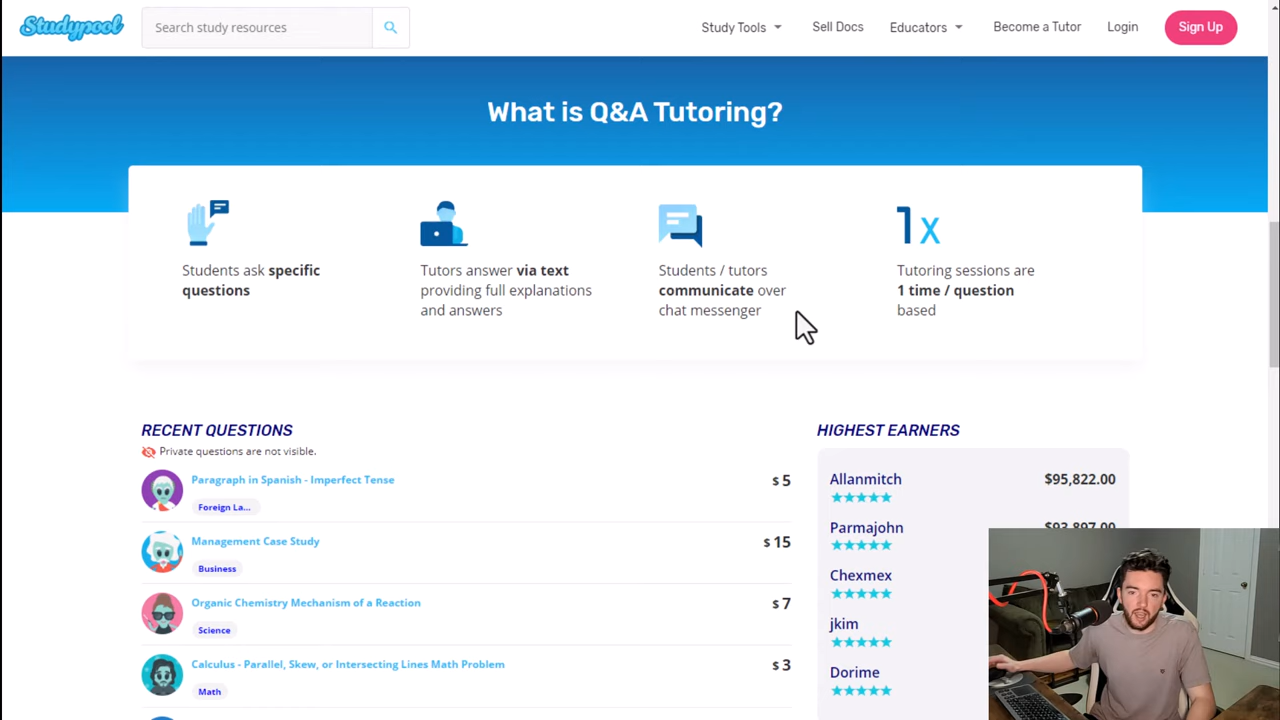 Studypool
Search study resources
Study Tools
Sell Docs
Educators
Become a Tutor
Login
Sign Up
What is Q&A Tutoring?
Students ask specific
questions
Tutors answer via text
providing full explanations
and answers
Students / tutors
communicate over
chat messenger
1x
Tutoring sessions are
1 time / question
based
RECENT QUESTIONS
Private questions are not visible.
Paragraph in Spanish - Imperfect Tense
$ 5
Foreign La...
Management Case Study
$ 15
Business
Organic Chemistry Mechanism of a Reaction
$ 7
Science
Calculus - Parallel, Skew, or Intersecting Lines Math Problem
$ 3
Math
HIGHEST EARNERS
Allanmitch $95,822.00
Parmajohn $93,897.00
Chexmex
jkim
Dorime